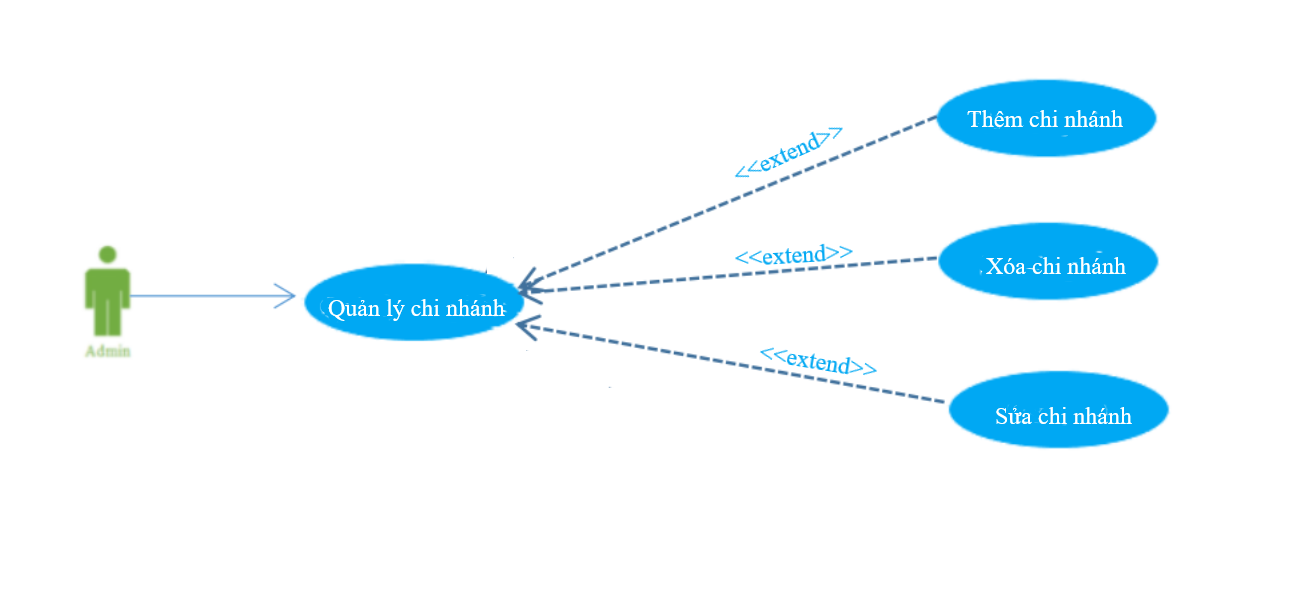 Thêm chi nhánh
<<extend>>
<<extend>>
Xóa chi nhánh
Quản lý chi nhánh
Admin
<<extend>>
Sửa chi nhánh